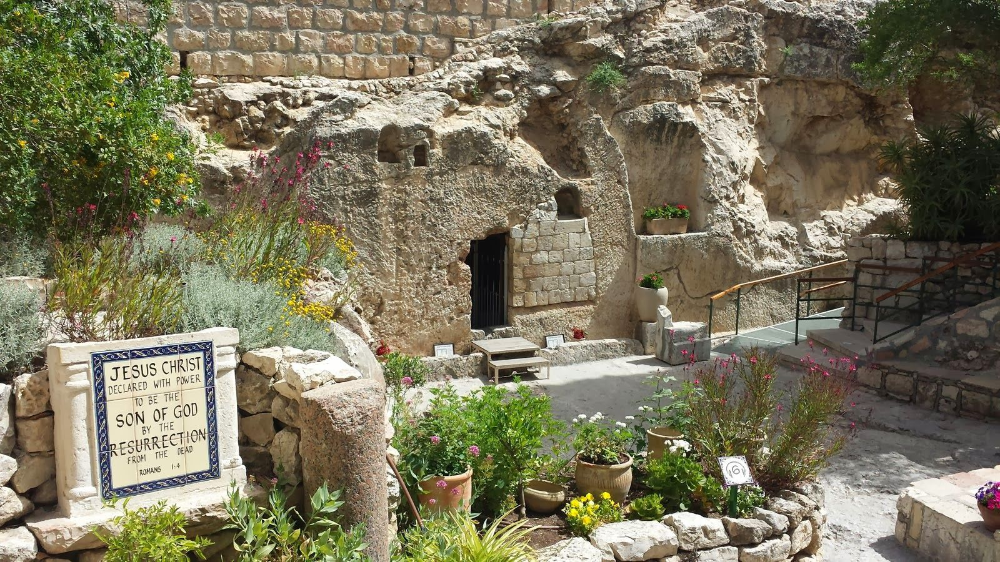 JESUS CHRIST
DECLARED WITH POWER
TO BE THE
SON OF GOD
BY THE
RESURRECTION
FROM THE DEAD
ROMANS 1:4
6